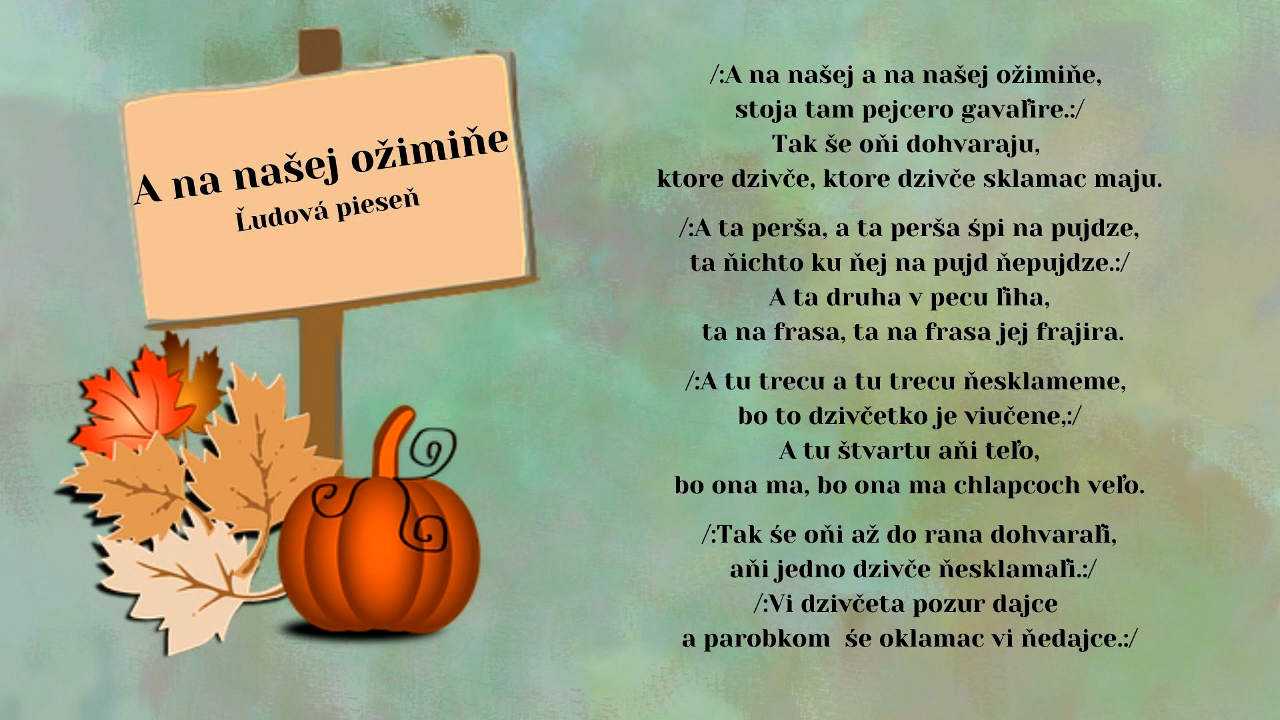 A na našej ožimiňe
Ľudová pieseň
/:A na našej a na našej ožimiňe,
stoja tam pejcero gavaľire.:/
Tak še oňi dohvaraju,
ktore dzivče, ktore dzivče sklamac maju.
/:A ta perša, a ta perša śpi na pujdze,
ta ňichto ku ňej na pujd ňepujdze.:/
A ta druha v pecu ľiha,
ta na frasa, ta na frasa jej frajira.
/:A tu trecu a tu trecu ňesklameme,
bo to dzivčetko je viučene,:/
A tu štvartu aňi teľo,
bo ona ma, bo ona ma chlapcoch veľo.
/:Tak śe oňi až do rana dohvaraľi,
aňi jedno dzivče ňesklamaľi.:/
/:Vi dzivčeta pozur dajce
a parobkom  śe oklamac vi ňedajce.:/